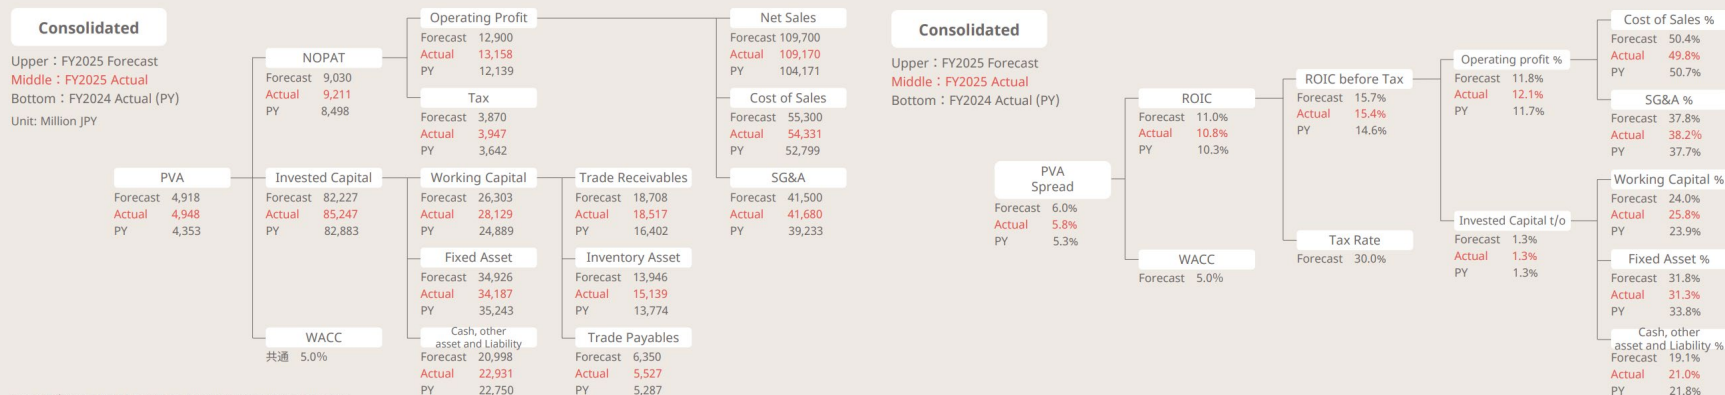 Consolidated
Upper：FY2025 Forecast
Middle：FY2025 Actual
Bottom：FY2024 Actual (PY)
Unit: Million JPY
PVA
Forecast 4,918
Actual 4,948
PY 4,353
NOPAT
Forecast 9,030
Actual 9,211
PY 8,498
Invested Capital
Forecast 82,227
Actual 85,247
PY 82,883
WACC
共通 5.0%
Operating Profit
Forecast 12,900
Actual 13,158
PY 12,139
Tax
Forecast 3,870
Actual 3,947
PY 3,642
Working Capital
Forecast 26,303
Actual 28,129
PY 24,889
Fixed Asset
Forecast 34,926
Actual 34,187
PY 35,243
Cash, other
asset and Liability
Forecast 20,998
Actual 22,931
PY 22,750
Trade Receivables
Forecast 18,708
Actual 18,517
PY 16,402
Inventory Asset
Forecast 13,946
Actual 15,139
PY 13,774
Trade Payables
Forecast 6,350
Actual 5,527
PY 5,287
Net Sales
Forecast 109,700
Actual 109,170
PY 104,171
Cost of Sales
Forecast 55,300
Actual 54,331
PY 52,799
SG&A
Forecast 41,500
Actual 41,680
PY 39,233
Consolidated
Upper：FY2025 Forecast
Middle：FY2025 Actual
Bottom：FY2024 Actual (PY)
PVA
Spread
Forecast 6.0%
Actual 5.8%
PY 5.3%
ROIC
Forecast 11.0%
Actual 10.8%
PY 10.3%
WACC
Forecast 5.0%
ROIC before Tax
Forecast 15.7%
Actual 15.4%
PY 14.6%
Tax Rate
Forecast 30.0%
Operating profit %
Forecast 11.8%
Actual 12.1%
PY 11.7%
Invested Capital t/o
Forecast 1.3%
Actual 1.3%
PY 1.3%
Cost of Sales %
Forecast 50.4%
Actual 49.8%
PY 50.7%
SG&A %
Forecast 37.8%
Actual 38.2%
PY 37.7%
Working Capital %
Forecast 24.0%
Actual 25.8%
PY 23.9%
Fixed Asset %
Forecast 31.8%
Actual 31.3%
PY 33.8%
Cash, other
asset and Liability %
Forecast 19.1%
Actual 21.0%
PY 21.8%